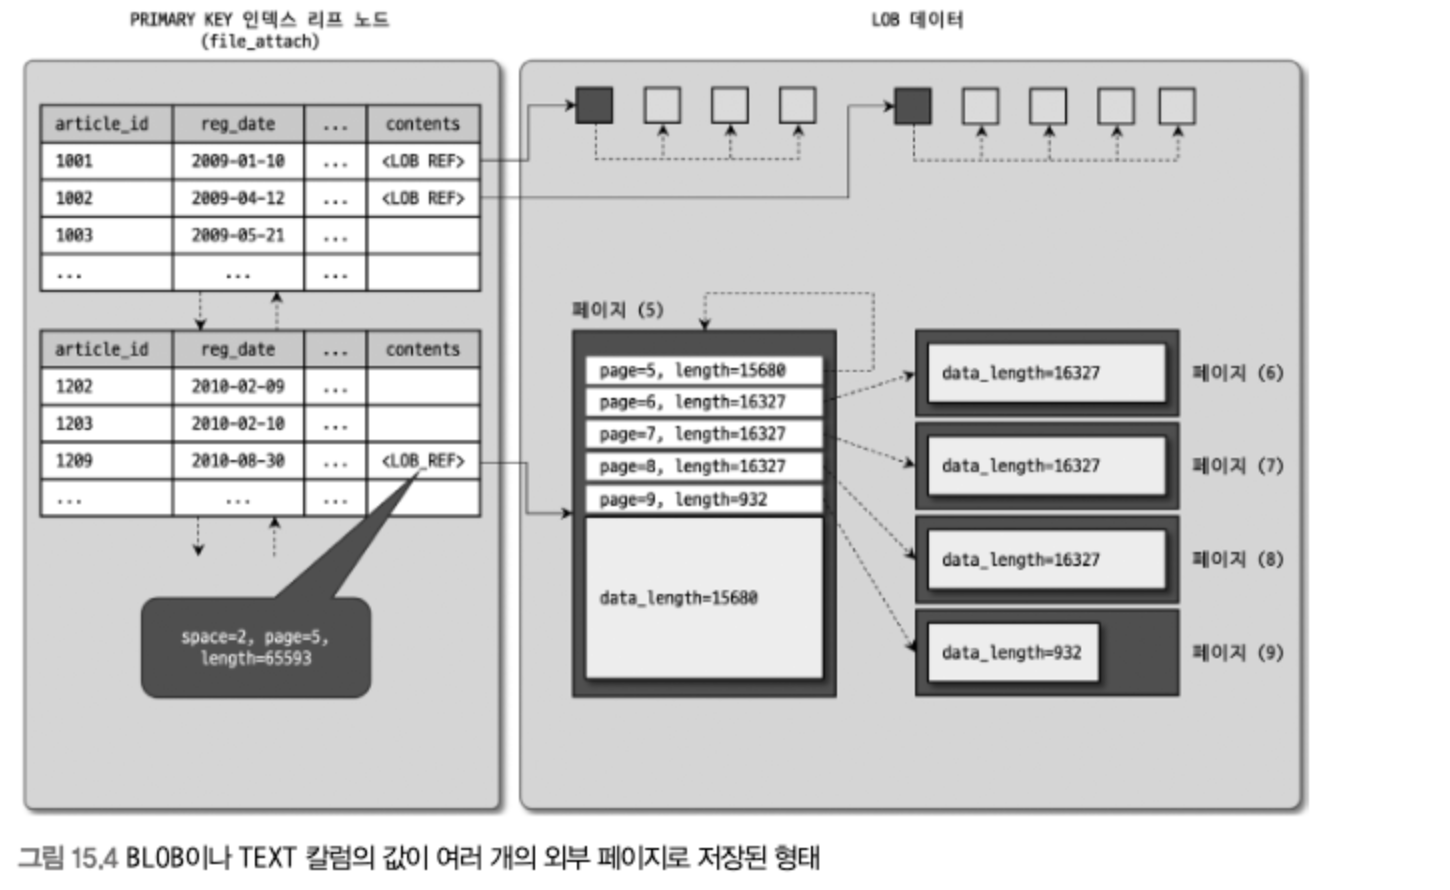 PRIMARY KEY 인덱스 리프 노드
(file_attach)
LOB 데이터
article_id reg_date ... contents
1001 2009-01-10 ... <LOB REF>
1002 2009-04-12 ... <LOB REF>
1003 2009-05-21 ...
... ... ...
article_id reg_date ... contents
1202 2010-02-09 ...
1203 2010-02-10 ...
1209 2010-08-30 ... <LOB REF>
... ... ...
space=2, page=5,
length=65593
페이지 (5)
page=5, length=15680
page=6, length=16327
page=7, length=16327
page=8, length=16327
page=9, length=932
data_length=15680
data_length=16327 페이지 (6)
data_length=16327 페이지 (7)
data_length=16327 페이지 (8)
data_length=932 페이지 (9)
그림 15.4 BLOB이나 TEXT 칼럼의 값이 여러 개의 외부 페이지로 저장된 형태